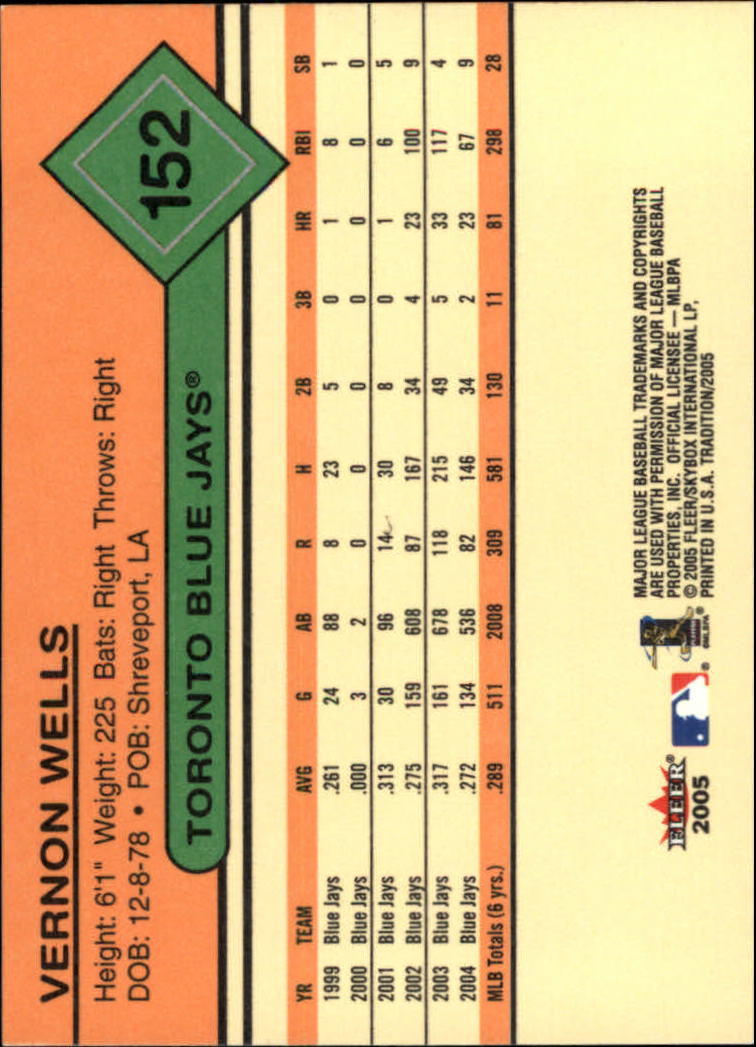 VERNON WELLS
Height: 6'1" Weight: 225 Bats: Right Throws: Right
DOB: 12-8-78 • POB: Shreveport, LA
152
TORONTO BLUE JAYS®
YR TEAM AVG G AB R H 2B 3B HR RBI SB
1999 Blue Jays .261 24 88 8 23 5 0 1 8 1
2000 Blue Jays .000 3 2 0 0 0 0 0 0 0
2001 Blue Jays .313 30 96 14 30 8 0 1 6 5
2002 Blue Jays .275 159 608 87 167 34 4 23 100 9
2003 Blue Jays .317 161 678 118 215 49 5 33 117 4
2004 Blue Jays .272 134 536 82 146 34 2 23 67 9
MLB Totals (6 yrs.) .289 511 2008 309 581 130 11 81 298 28
FLEER®
2005
®
©MLBPA
MAJOR LEAGUE BASEBALL TRADEMARKS AND COPYRIGHTS
ARE USED WITH PERMISSION OF MAJOR LEAGUE BASEBALL
PROPERTIES, INC. OFFICIAL LICENSEE — MLBPA
© 2005 FLEER/SKYBOX INTERNATIONAL LP,
PRINTED IN U.S.A. TRADITION/2005